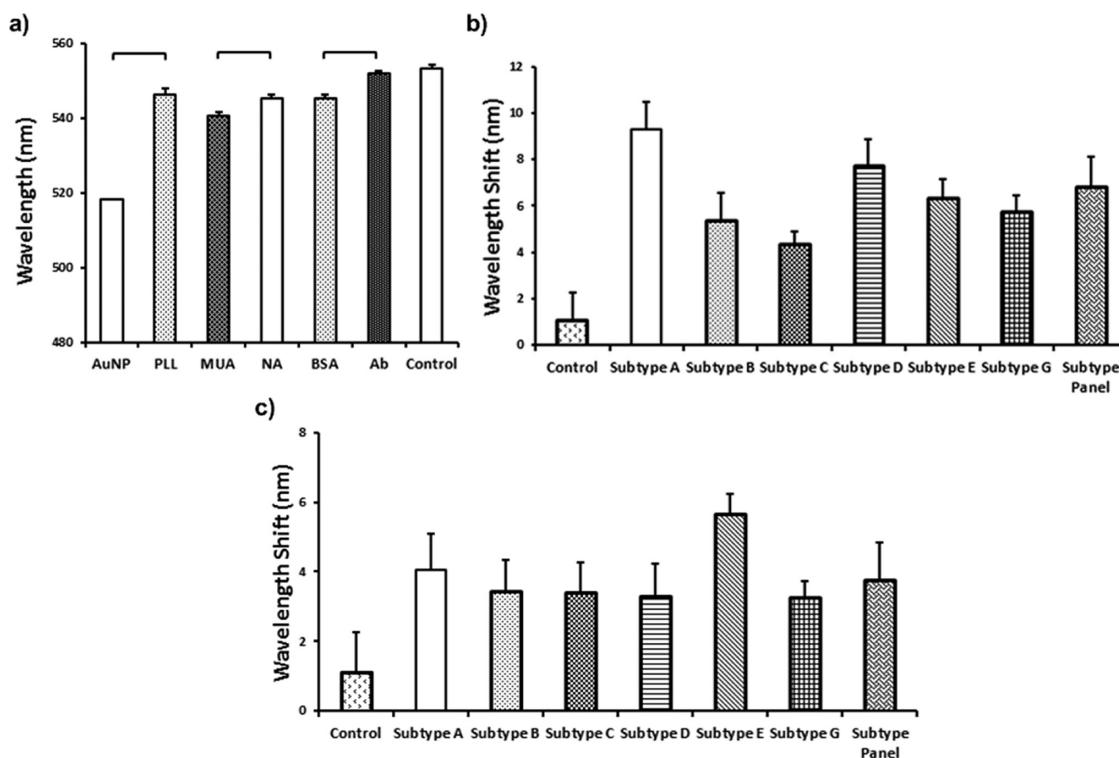 a)
Wavelength (nm)
560
540
520
500
480
AuNP PLL MUA NA BSA Ab Control
b)
Wavelength Shift (nm)
12
10
8
6
4
2
0
Control Subtype A Subtype B Subtype C Subtype D Subtype E Subtype G Subtype
Panel
c)
Wavelength Shift (nm)
8
6
4
2
0
Control Subtype A Subtype B Subtype C Subtype D Subtype E Subtype G Subtype
Panel